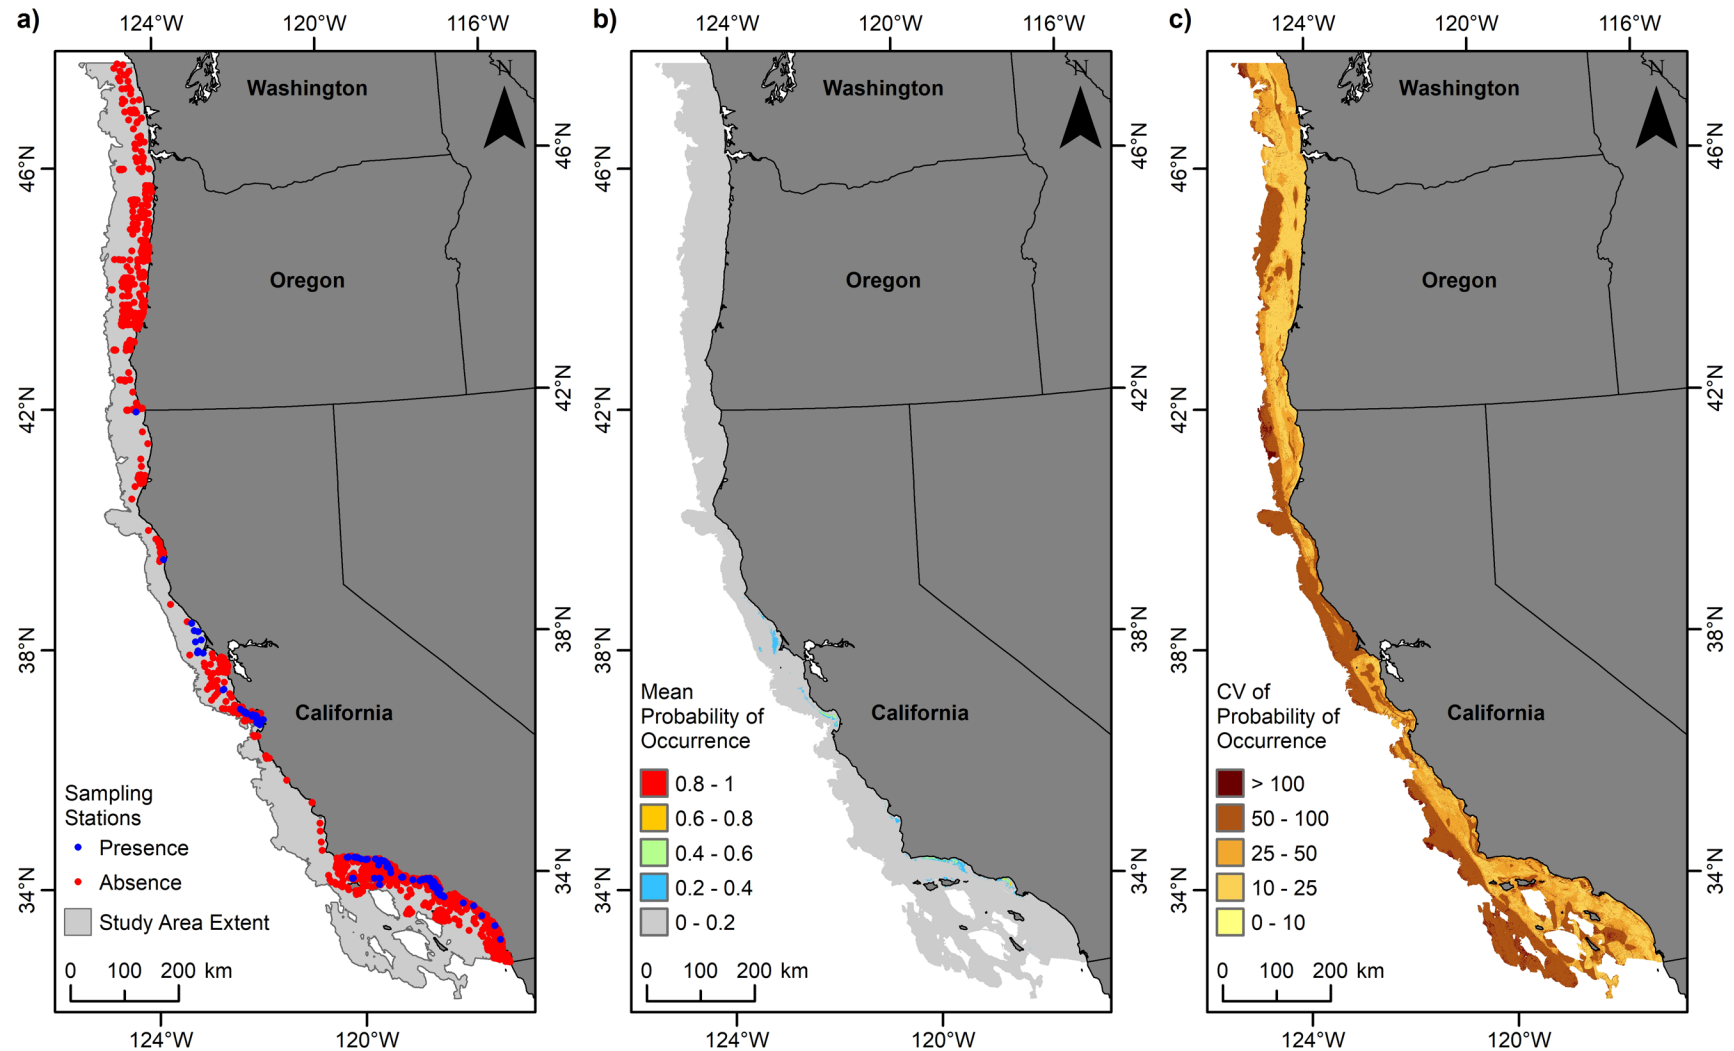 a)
124°W 120°W 116°W
N
Washington
46°N
46°N
Oregon
42°N
42°N
38°N
38°N
California
Sampling
Stations
Presence
Absence
Study Area Extent
34°N
34°N
0 100 200 km
124°W 120°W
b)
124°W 120°W 116°W
N
Washington
46°N
46°N
Oregon
42°N
42°N
38°N
38°N
California
Mean
Probability of
Occurrence
0.8 - 1
0.6 - 0.8
0.4 - 0.6
0.2 - 0.4
0 - 0.2
34°N
34°N
0 100 200 km
124°W 120°W
c)
124°W 120°W 116°W
N
Washington
46°N
46°N
Oregon
42°N
42°N
38°N
38°N
California
CV of
Probability of
Occurrence
> 100
50 - 100
25 - 50
10 - 25
0 - 10
34°N
34°N
0 100 200 km
124°W 120°W